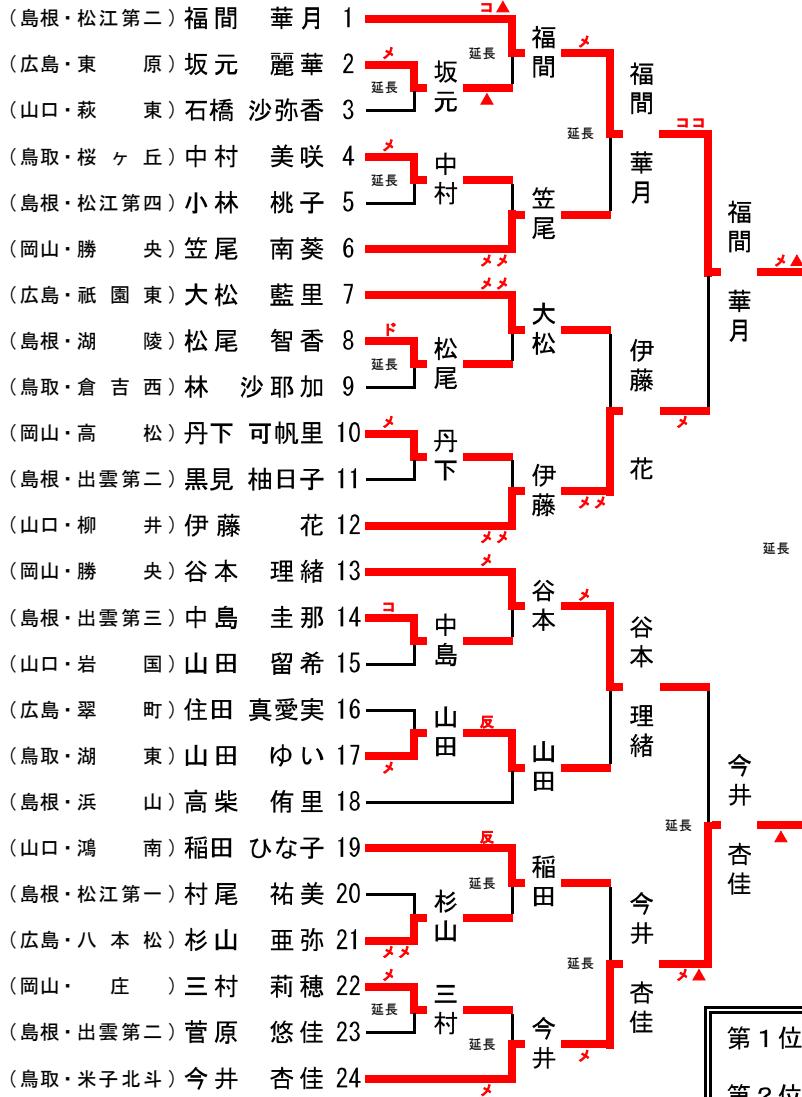 (島根・松江第二) 福間 華月 1
(広島・東原) 坂元 麗華 2
(山口・萩東) 石橋 沙弥香 3
(鳥取・桜ヶ丘) 中村 美咲 4
(島根・松江第四) 小林 桃子 5
(岡山・勝央) 笠尾 南葵 6
(広島・祇園東) 大松 藍里 7
(島根・湖陵) 松尾 智香 8
(鳥取・倉吉西) 林 沙耶加 9
(岡山・高松) 丹下 可帆里 10
(島根・出雲第二) 黒見 柚日子 11
(山口・柳井) 伊藤 花 12
(岡山・勝央) 谷本 理緒 13
(島根・出雲第三) 中島 圭那 14
(山口・岩国) 山田 留希 15
(広島・翠町) 住田 真愛実 16
(鳥取・湖東) 山田 ゆい 17
(島根・浜山) 高柴 侑里 18
(山口・鴻南) 稲田 ひな子 19
(島根・松江第一) 村尾 祐美 20
(広島・八本松) 杉山 亜弥 21
(岡山・庄) 三村 莉穂 22
(島根・出雲第二) 菅原 悠佳 23
(鳥取・米子北斗) 今井 杏佳 24
メ
延長
メ
延長
ド
延長
メ
コ
メ
メメ
メ
延長
坂元
中村
松尾
丹下
中島
山田
杉山
三村
コ▲
延長
▲
メメ
メメ
メメ
メ
反
反
延長
延長
メ
福間
笠尾
大松
伊藤
谷本
山田
稲田
今井
メ
延長
メメ
メ
延長
メ
福間 華月
伊藤 花
谷本 理緒
今井 杏佳
ココ
メ
延長
メ▲
福間 華月
今井 杏佳
メ▲
延長
▲
第1位
第2位